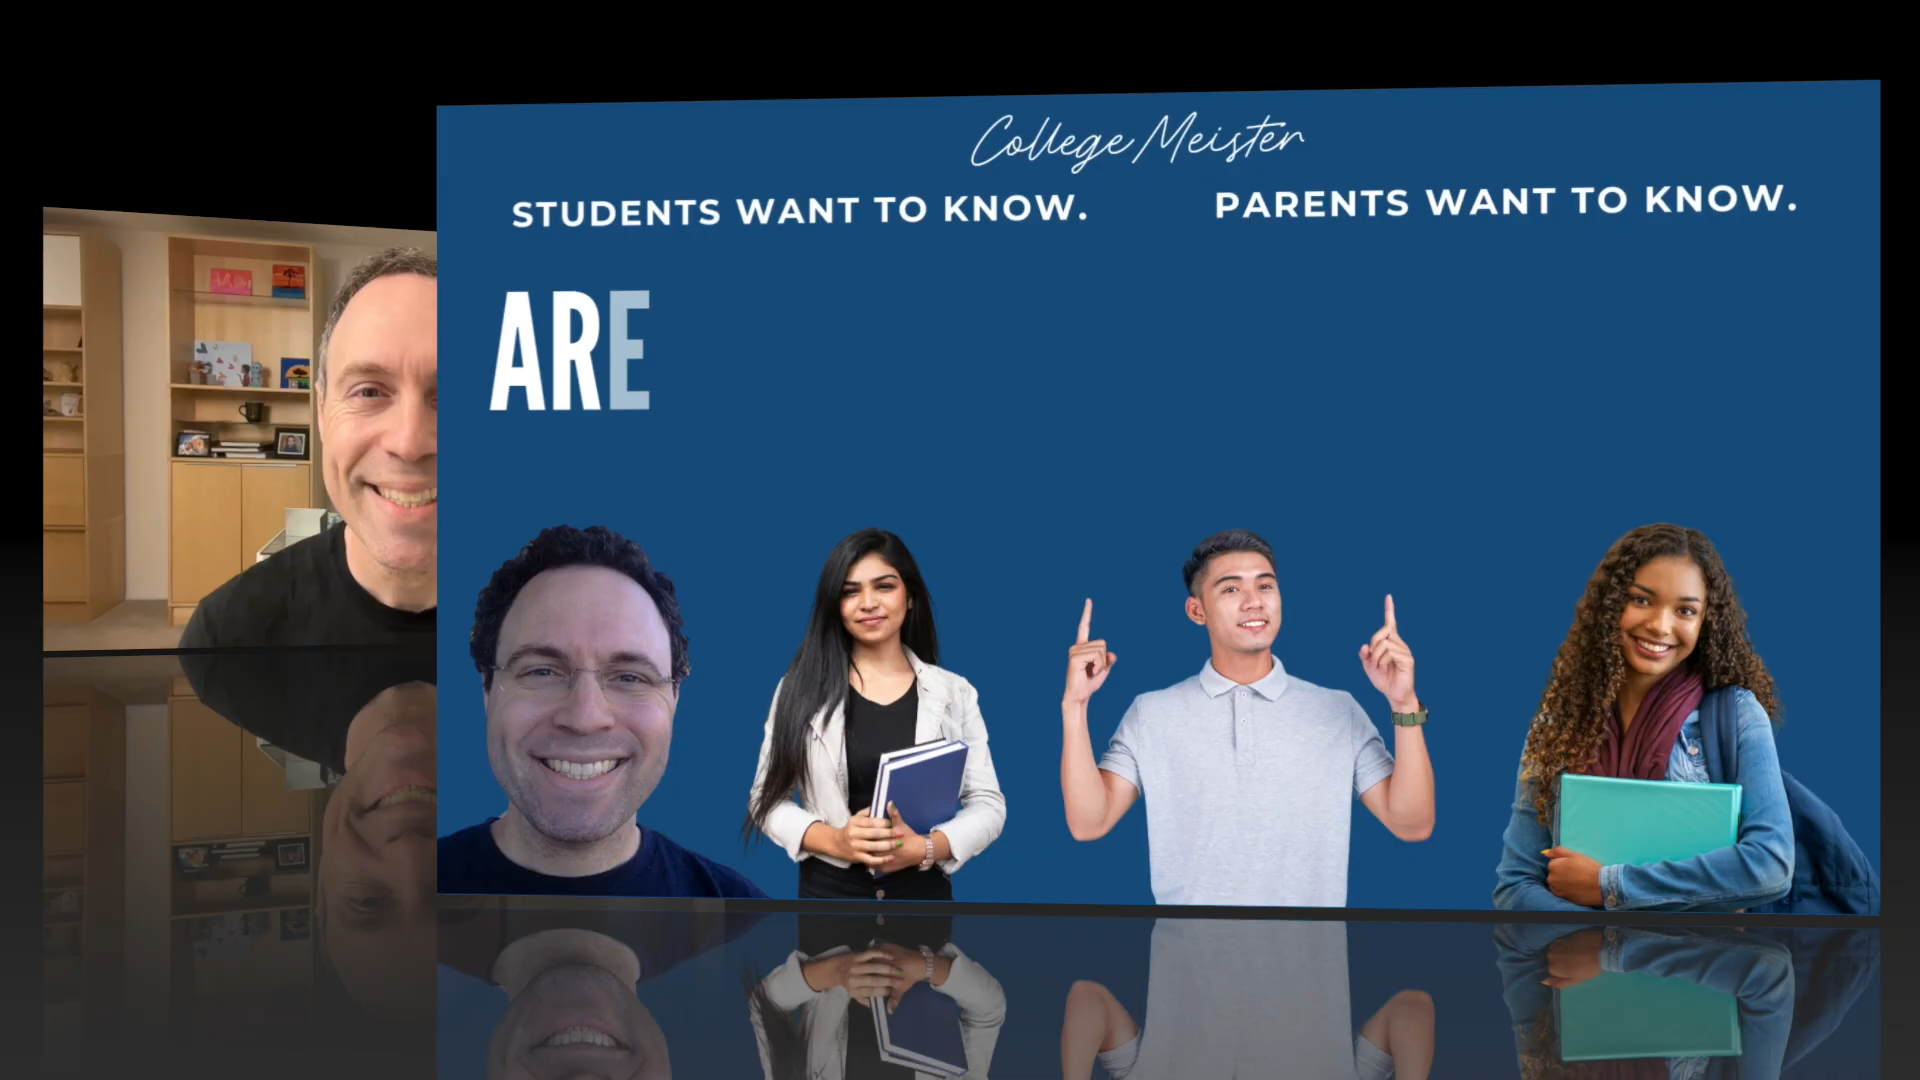 College Meister
STUDENTS WANT TO KNOW.
PARENTS WANT TO KNOW.
ARE